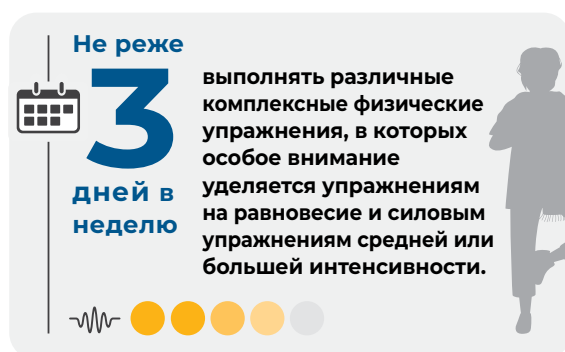 Не реже
3
дней в
неделю
выполнять различные
комплексные физические
упражнения, в которых
особое внимание
уделяется упражнениям
на равновесие и силовым
упражнениям средней или
большей интенсивности.